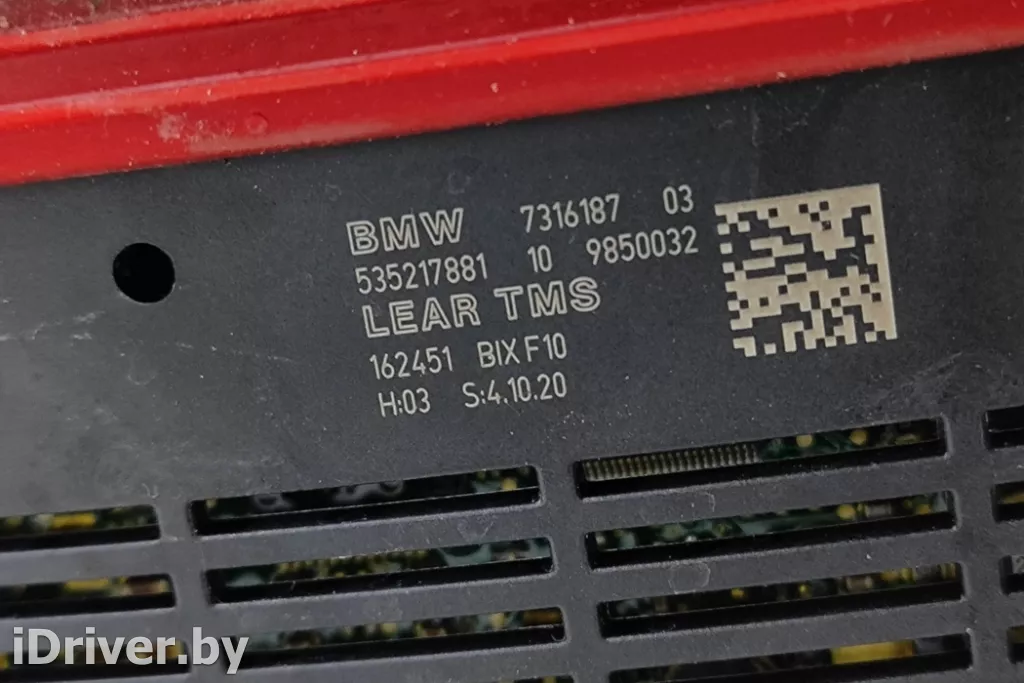 BMW 7316187 03
535217881 10 9850032
LEAR TMS
162451 BIX F10
H:03 S:4.10.20
iDriver.by